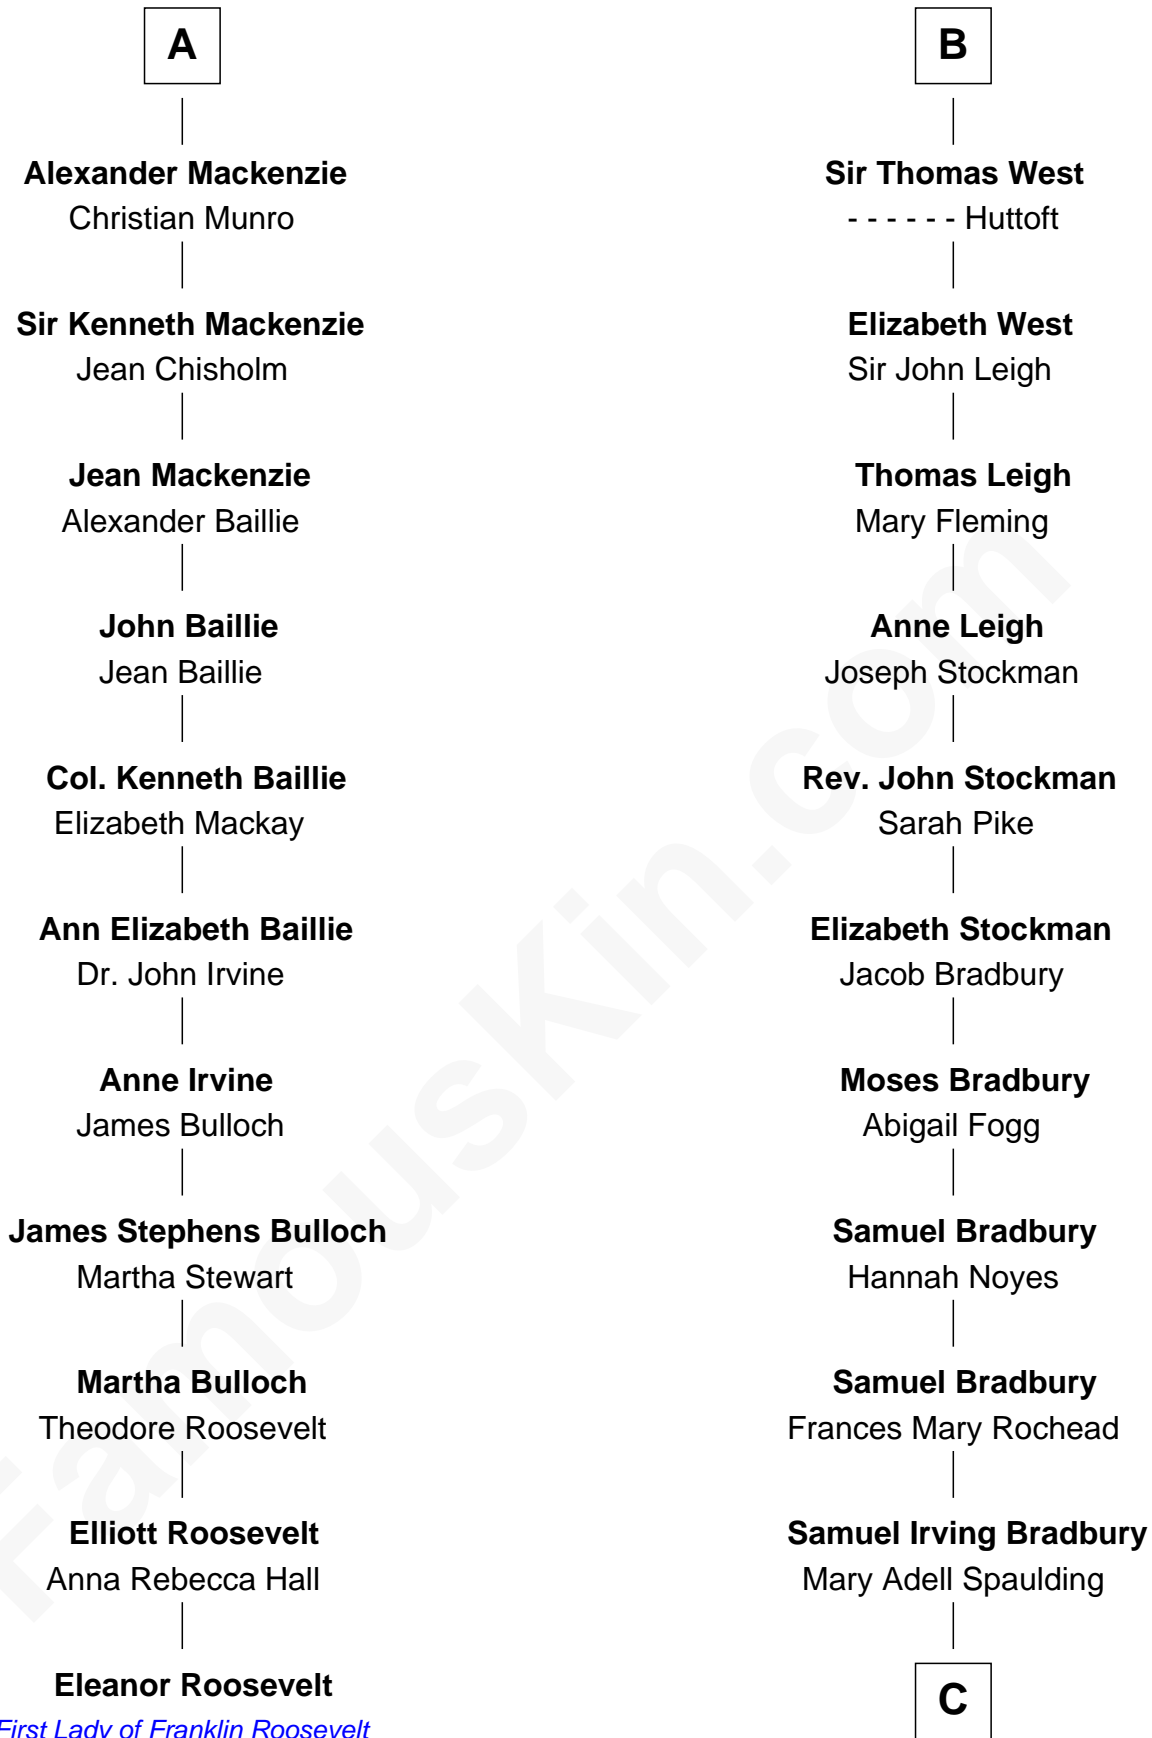 A
Alexander Mackenzie
Christian Munro
Sir Kenneth Mackenzie
Jean Chisholm
Jean Mackenzie
Alexander Baillie
John Baillie
Jean Baillie
Col. Kenneth Baillie
Elizabeth Mackay
Ann Elizabeth Baillie
Dr. John Irvine
Anne Irvine
James Bulloch
James Stephens Bulloch
Martha Stewart
Martha Bulloch
Theodore Roosevelt
Elliott Roosevelt
Anna Rebecca Hall
Eleanor Roosevelt
First Lady of Franklin Roosevelt
B
Sir Thomas West
- - - - - - Huttoft
Elizabeth West
Sir John Leigh
Thomas Leigh
Mary Fleming
Anne Leigh
Joseph Stockman
Rev. John Stockman
Sarah Pike
Elizabeth Stockman
Jacob Bradbury
Moses Bradbury
Abigail Fogg
Samuel Bradbury
Hannah Noyes
Samuel Bradbury
Frances Mary Rochead
Samuel Irving Bradbury
Mary Adell Spaulding
C
FamousKin.com